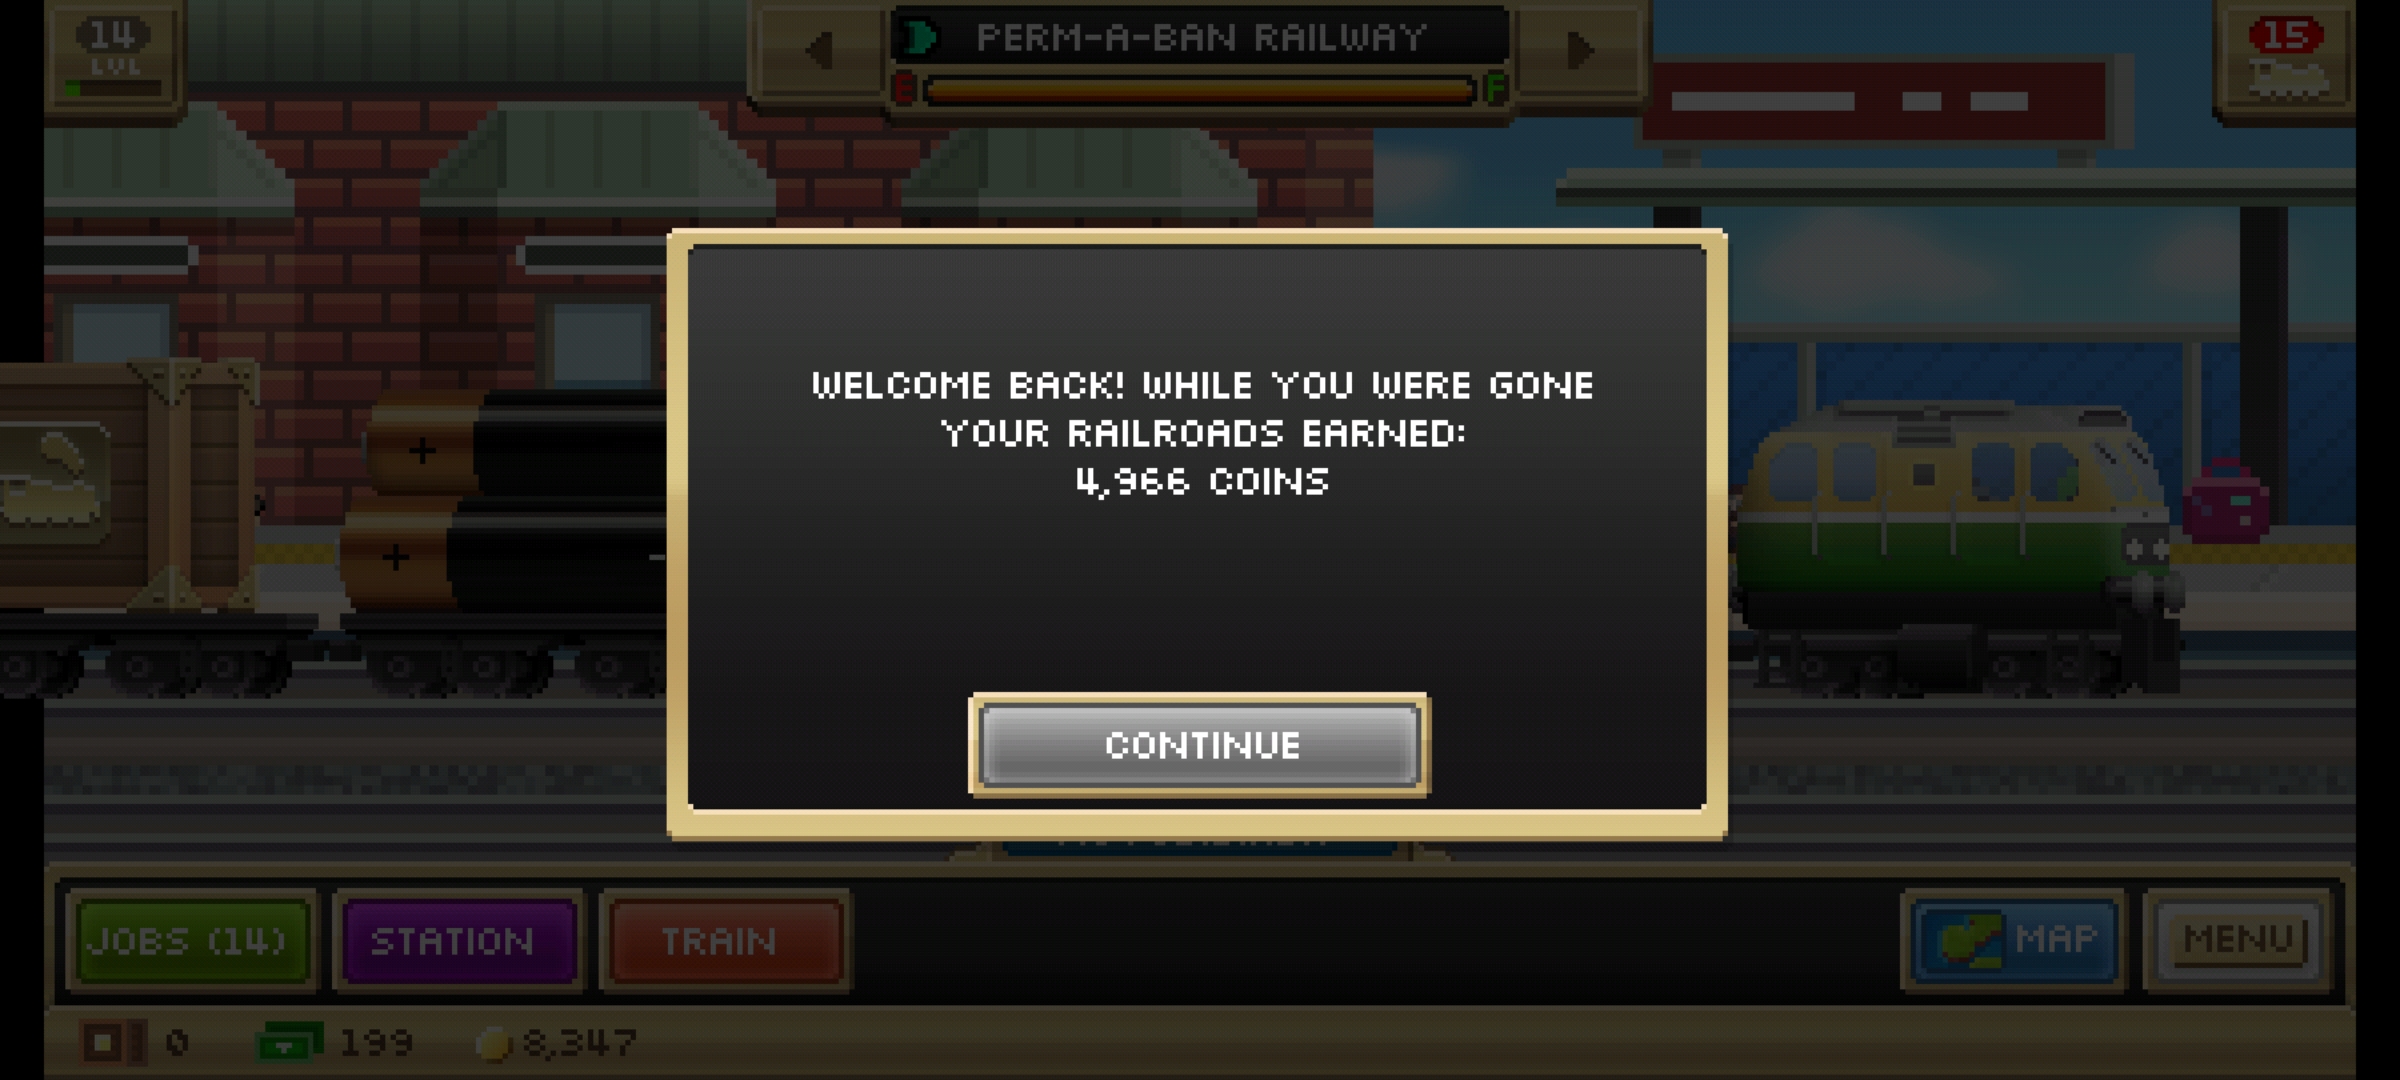 14
LVL
PERM-A-BAN RAILWAY
15
E
F
WELCOME BACK! WHILE YOU WERE GONE
YOUR RAILROADS EARNED:
4,966 COINS
CONTINUE
JOBS (14)
STATION
TRAIN
MAP
MENU
0
199
8,347